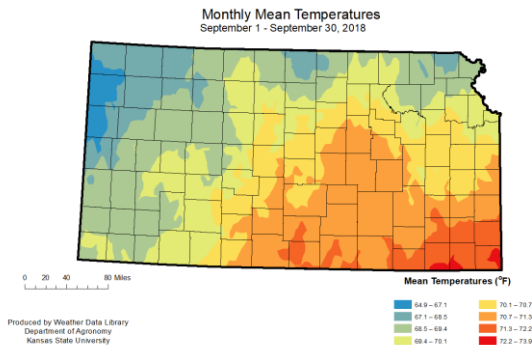 Monthly Mean Temperatures
September 1 - September 30, 2018
0 20 40 80 Miles
Mean Temperatures (°F)
64.9 – 67.1
67.1 – 68.5
68.5 – 69.4
69.4 – 70.1
70.1 – 70.7
70.7 – 71.3
71.3 – 72.2
72.2 – 73.9
Produced by Weather Data Library
Department of Agronomy
Kansas State University